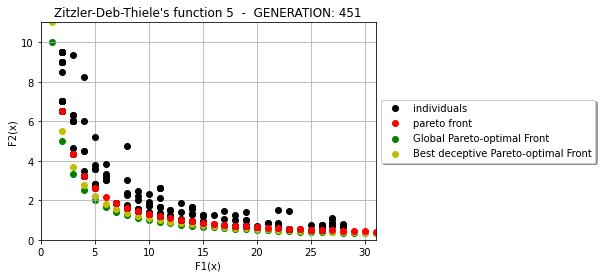 Zitzler-Deb-Thiele's function 5 - GENERATION: 451
10
8
6
4
2
0
F2(x)
0 5 10 15 20 25 30
F1(x)
individuals
pareto front
Global Pareto-optimal Front
Best deceptive Pareto-optimal Front